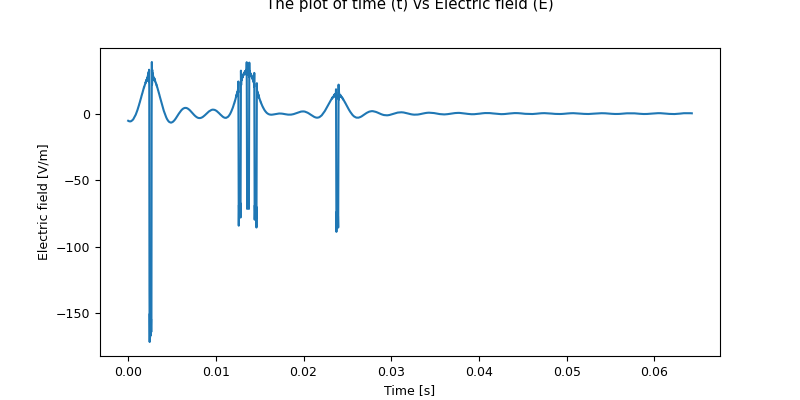 The plot of time (t) vs Electric field (E)
0
−50
−100
−150
Electric field [V/m]
0.00 0.01 0.02 0.03 0.04 0.05 0.06
Time [s]